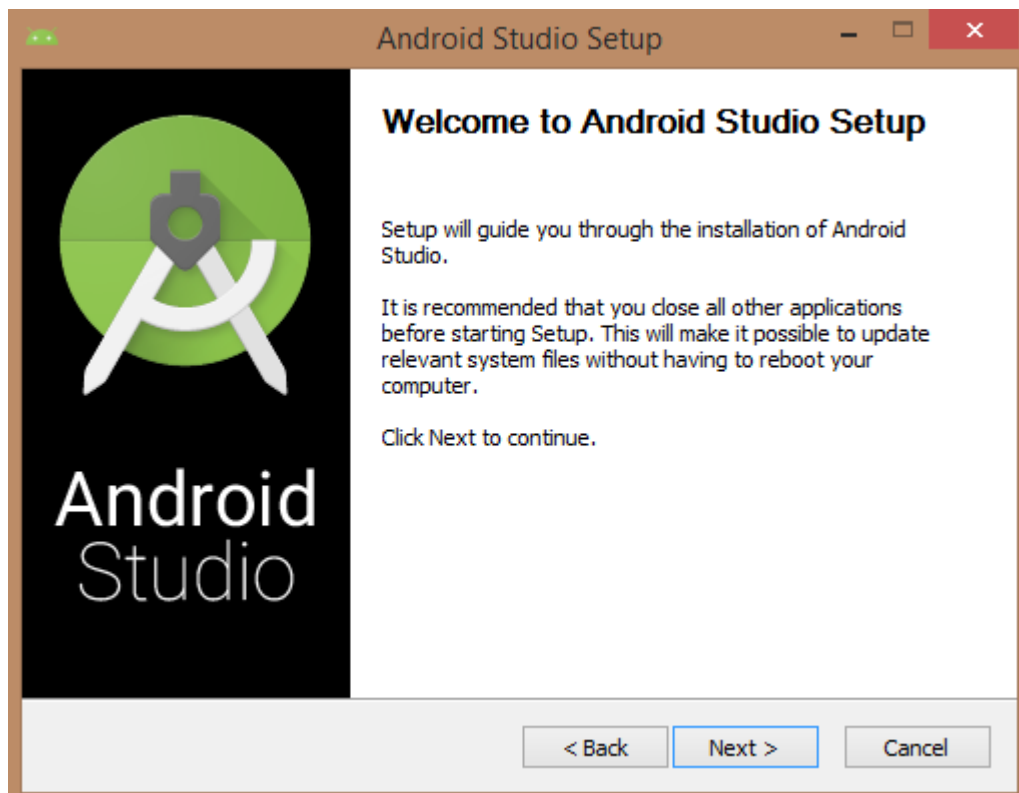 Android Studio Setup
Welcome to Android Studio Setup
Setup will guide you through the installation of Android
Studio.
It is recommended that you close all other applications
before starting Setup. This will make it possible to update
relevant system files without having to reboot your
computer.
Click Next to continue.
Android
Studio
< Back
Next >
Cancel